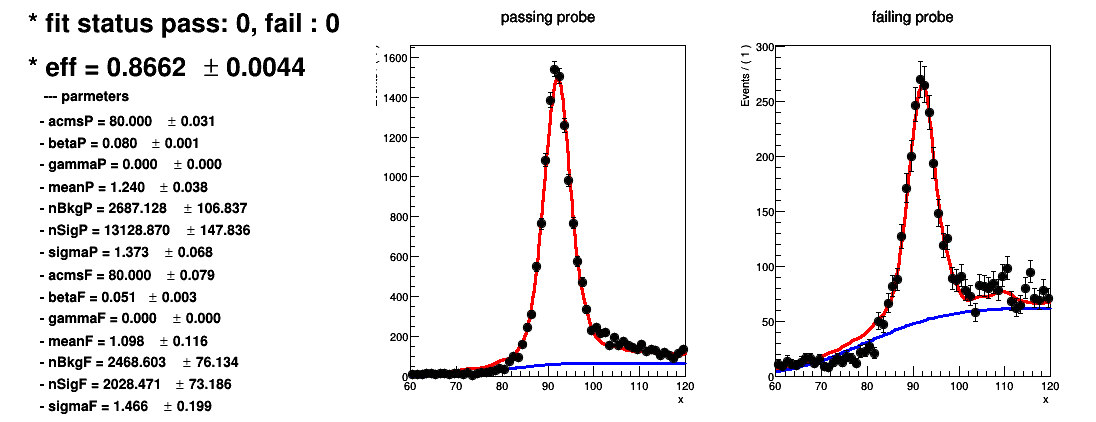 * fit status pass: 0, fail : 0
* eff = 0.8662 ± 0.0044
--- parmeters
- acmsP = 80.000 ± 0.031
- betaP = 0.080 ± 0.001
- gammaP = 0.000 ± 0.000
- meanP = 1.240 ± 0.038
- nBkgP = 2687.128 ± 106.837
- nSigP = 13128.870 ± 147.836
- sigmaP = 1.373 ± 0.068
- acmsF = 80.000 ± 0.079
- betaF = 0.051 ± 0.003
- gammaF = 0.000 ± 0.000
- meanF = 1.098 ± 0.116
- nBkgF = 2468.603 ± 76.134
- nSigF = 2028.471 ± 73.186
- sigmaF = 1.466 ± 0.199
passing probe
1600
1400
1200
1000
800
600
400
200
0
60 70 80 90 100 110 120
x
failing probe
Events / ( 1 )
300
250
200
150
100
50
0
60 70 80 90 100 110 120
x